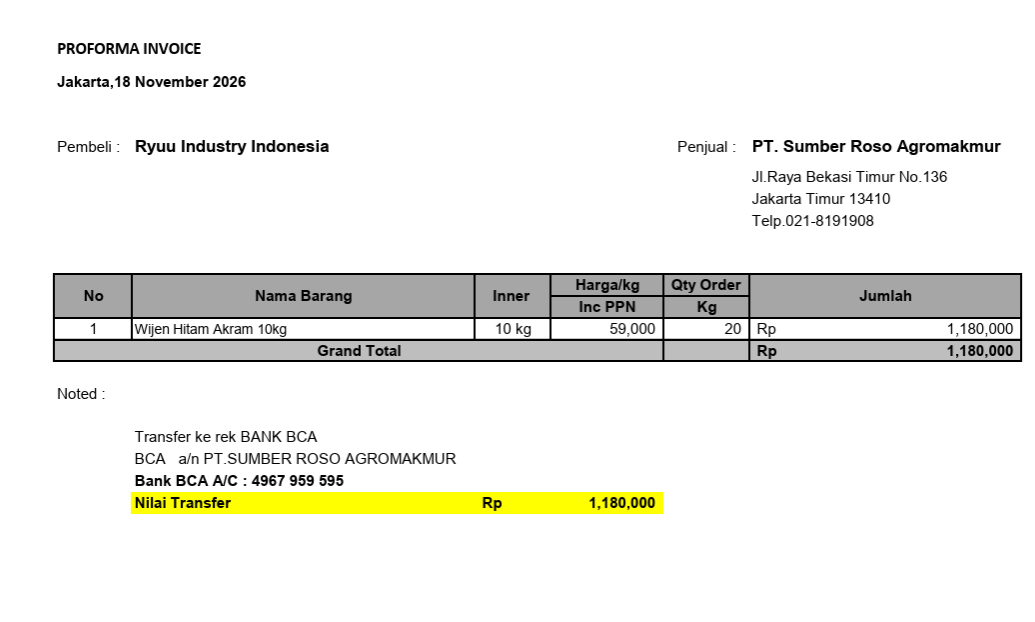 PROFORMA INVOICE
Jakarta,18 November 2026
Pembeli : Ryuu Industry Indonesia Penjual : PT. Sumber Roso Agromakmur
Jl.Raya Bekasi Timur No.136
Jakarta Timur 13410
Telp.021-8191908
No Nama Barang Inner Harga/kg Inc PPN Qty Order Kg Jumlah
1 Wijen Hitam Akram 10kg 10 kg 59,000 20 Rp 1,180,000
Grand Total Rp 1,180,000
Noted :
Transfer ke rek BANK BCA
BCA a/n PT.SUMBER ROSO AGROMAKMUR
Bank BCA A/C : 4967 959 595
Nilai Transfer Rp 1,180,000